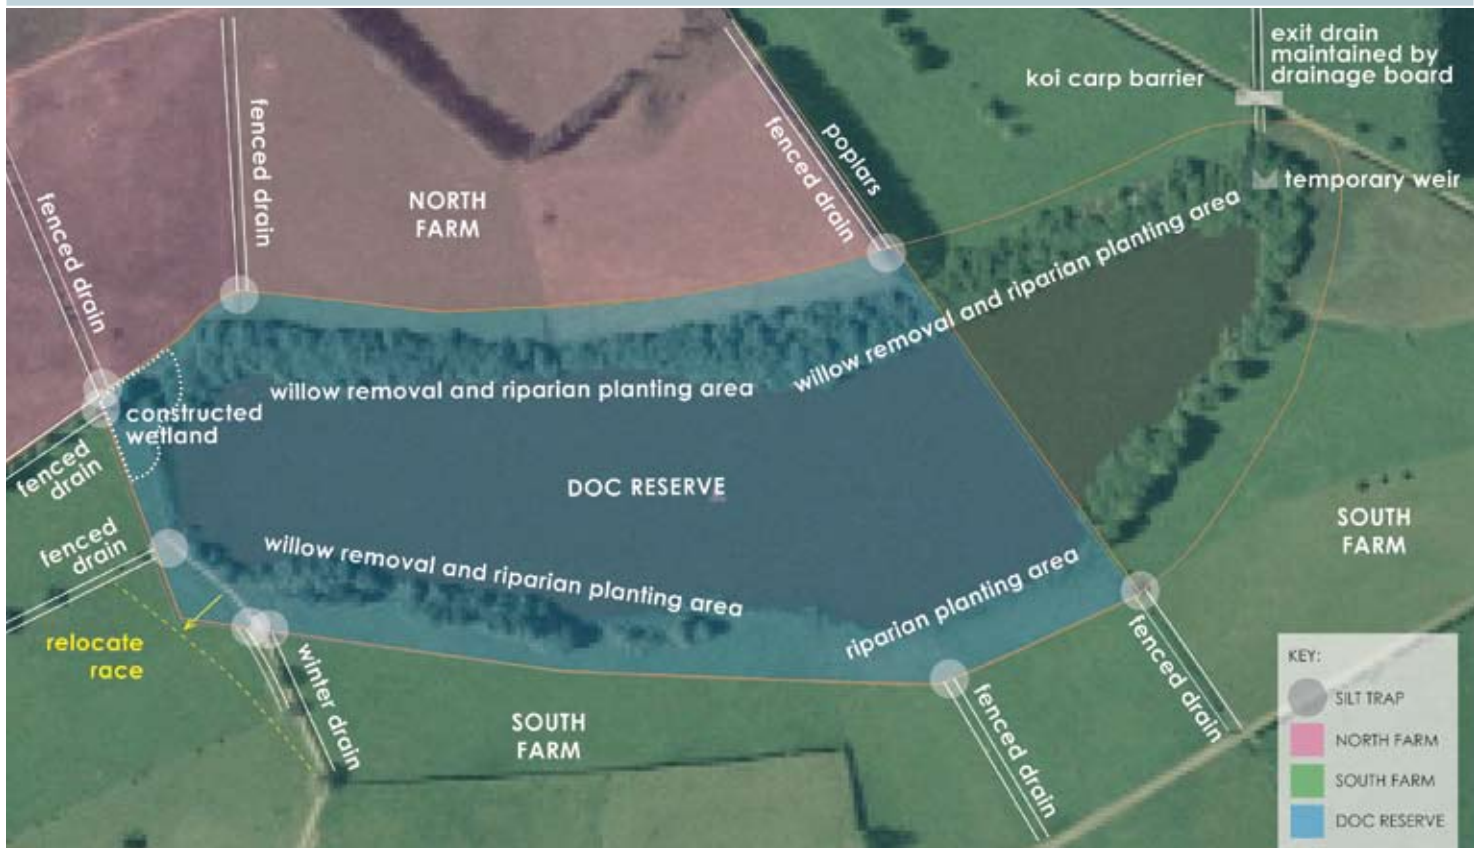 exit drain
maintained by
drainage board
koi carp barrier
fenced drain
poplars
fenced drain
temporary weir
fenced drain
NORTH
FARM
willow removal and riparian planting area
willow removal and riparian planting area
constructed
wetland
fenced
drain
DOC RESERVE
SOUTH
FARM
fenced
drain
willow removal and riparian planting area
riparian planting area
relocate
race
winter drain
fenced drain
SOUTH
FARM
fenced drain
KEY:
SILT TRAP
NORTH FARM
SOUTH FARM
DOC RESERVE